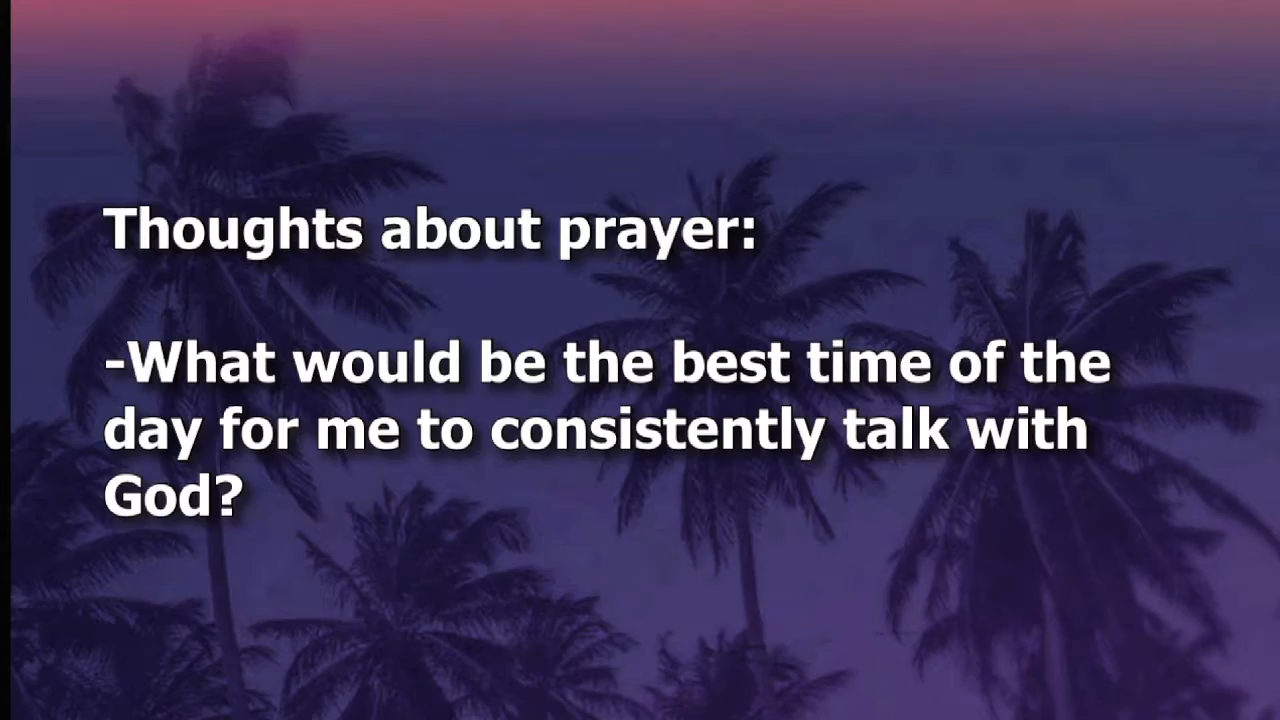 Thoughts about prayer:
-What would be the best time of the
day for me to consistently talk with
God?